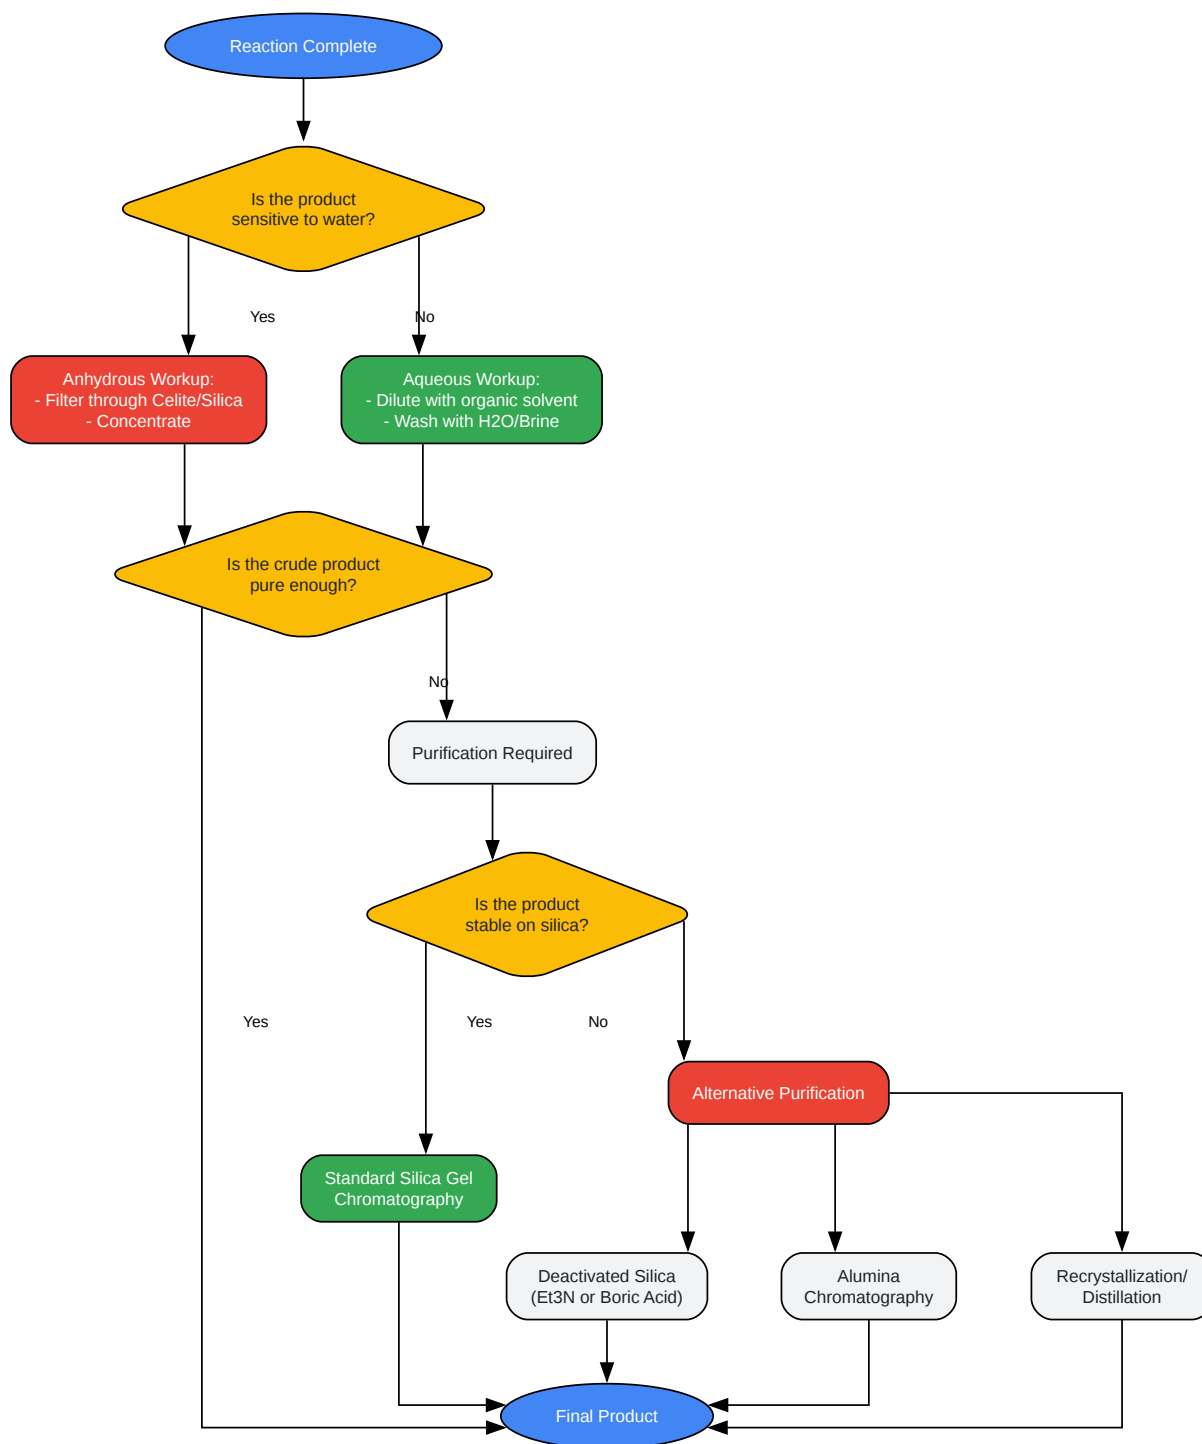 Reaction Complete
Is the product
sensitive to water?
Yes
No
Anhydrous Workup:
- Filter through Celite/Silica
- Concentrate
Aqueous Workup:
- Dilute with organic solvent
- Wash with H2O/Brine
Is the crude product
pure enough?
No
Purification Required
Is the product
stable on silica?
Yes
Yes
No
Alternative Purification
Standard Silica Gel
Chromatography
Deactivated Silica
(Et3N or Boric Acid)
Alumina
Chromatography
Recrystallization/
Distillation
Final Product